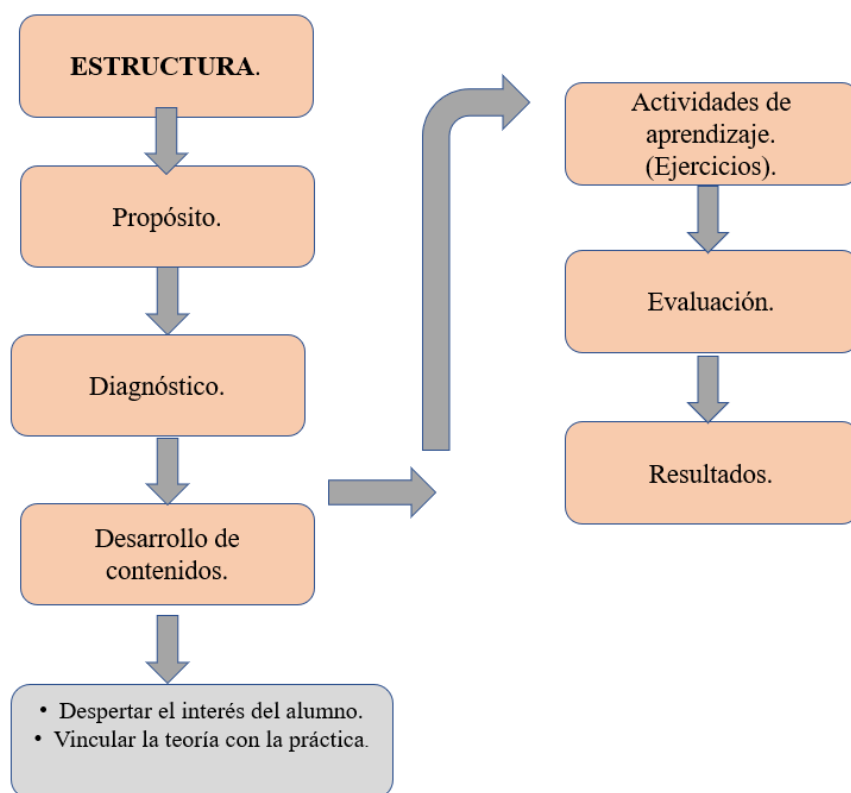 ESTRUCTURA.
Propósito.
Diagnóstico.
Desarrollo de
contenidos.
• Despertar el interés del alumno.
• Vincular la teoría con la práctica.
Actividades de
aprendizaje.
(Ejercicios).
Evaluación.
Resultados.